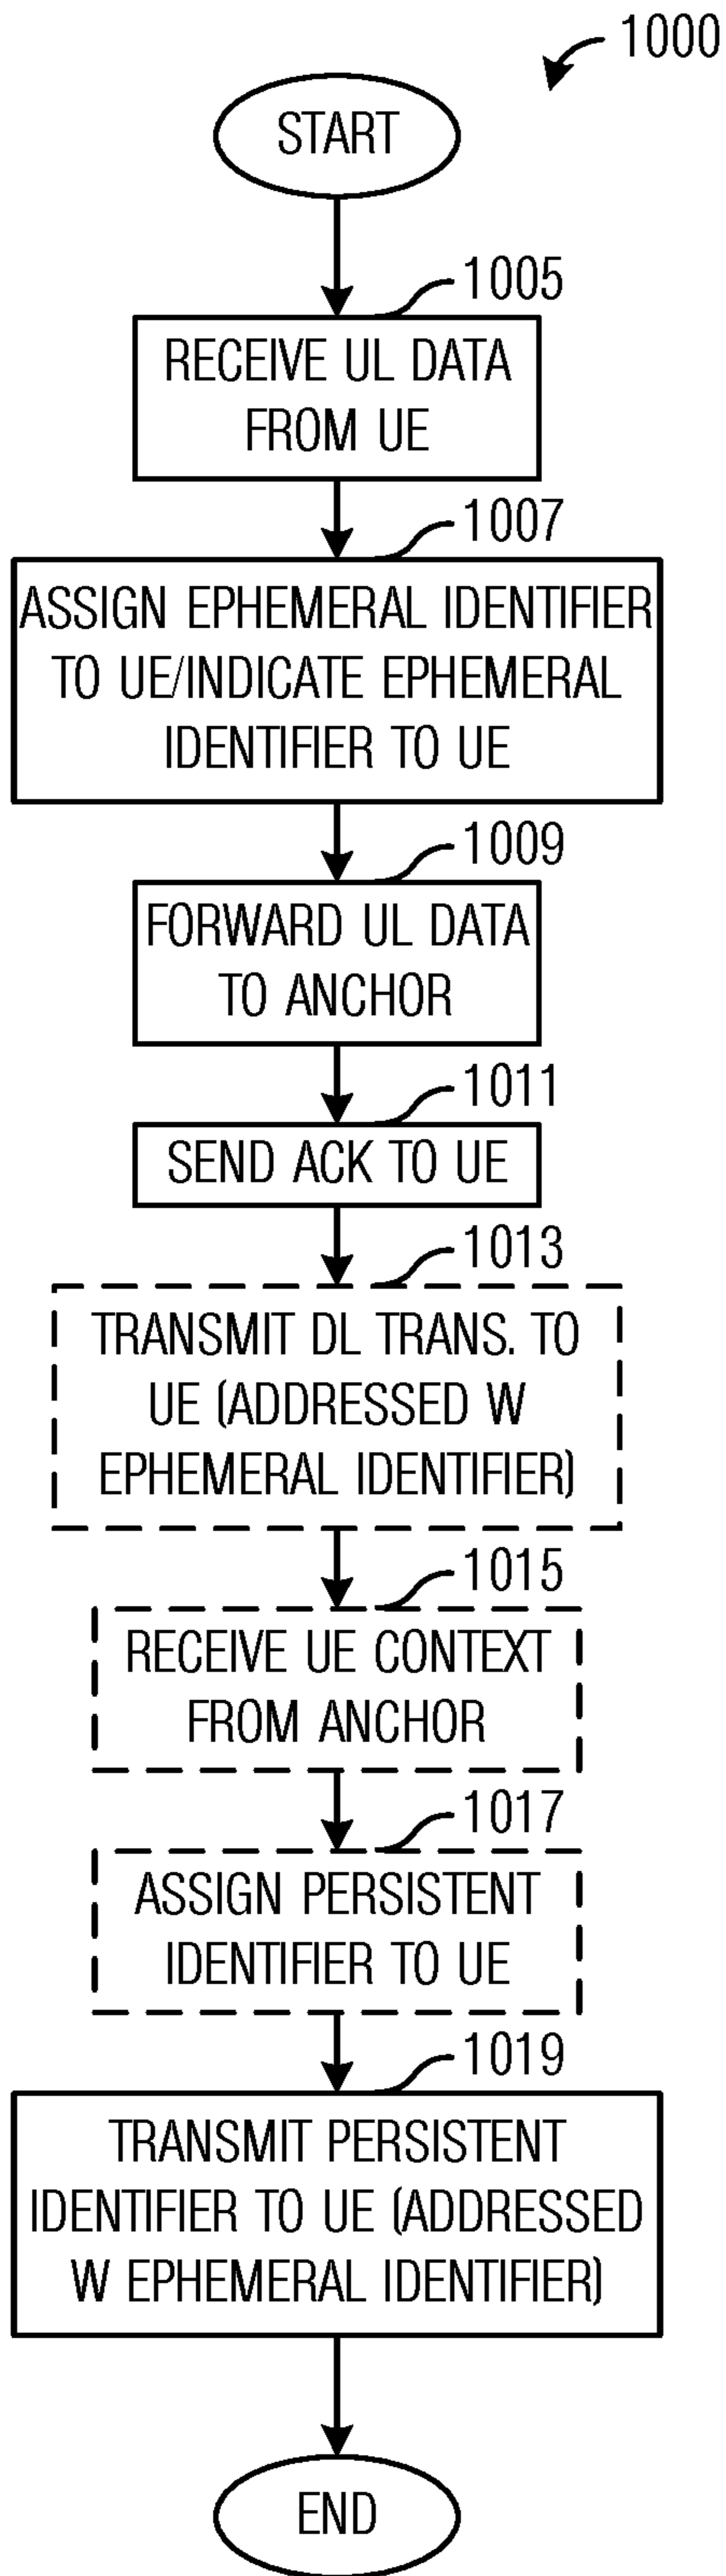 1000
START
1005
RECEIVE UL DATA
FROM UE
1007
ASSIGN EPHEMERAL IDENTIFIER
TO UE/INDICATE EPHEMERAL
IDENTIFIER TO UE
1009
FORWARD UL DATA
TO ANCHOR
1011
SEND ACK TO UE
1013
TRANSMIT DL TRANS. TO
UE (ADDRESSED W
EPHEMERAL IDENTIFIER)
1015
RECEIVE UE CONTEXT
FROM ANCHOR
1017
ASSIGN PERSISTENT
IDENTIFIER TO UE
1019
TRANSMIT PERSISTENT
IDENTIFIER TO UE (ADDRESSED
W EPHEMERAL IDENTIFIER)
END